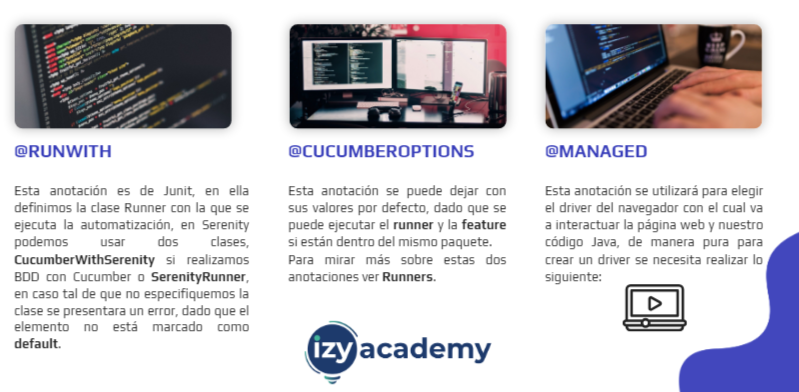 @RUNWITH
Esta anotación es de Junit, en ella
definimos la clase Runner con la que se
ejecuta la automatización, en Serenity
podemos usar dos clases,
CucumberWithSerenity si realizamos
BDD con Cucumber o SerenityRunner,
en caso tal de que no especifiquemos la
clase se presentara un error, dado que el
elemento no está marcado como
default.
@CUCUMBEROPTIONS
Esta anotación se puede dejar con
sus valores por defecto, dado que se
puede ejecutar el runner y la feature
si están dentro del mismo paquete.
Para mirar más sobre estas dos
anotaciones ver Runners.
@MANAGED
Esta anotación se utilizará para elegir
el driver del navegador con el cual va
a interactuar la página web y nuestro
código Java, de manera pura para
crear un driver se necesita realizar lo
siguiente:
izyacademy